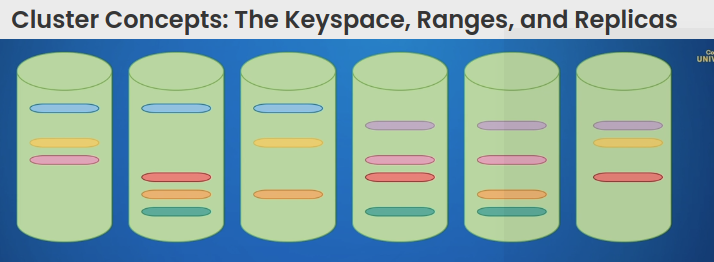 Cluster Concepts: The Keyspace, Ranges, and Replicas